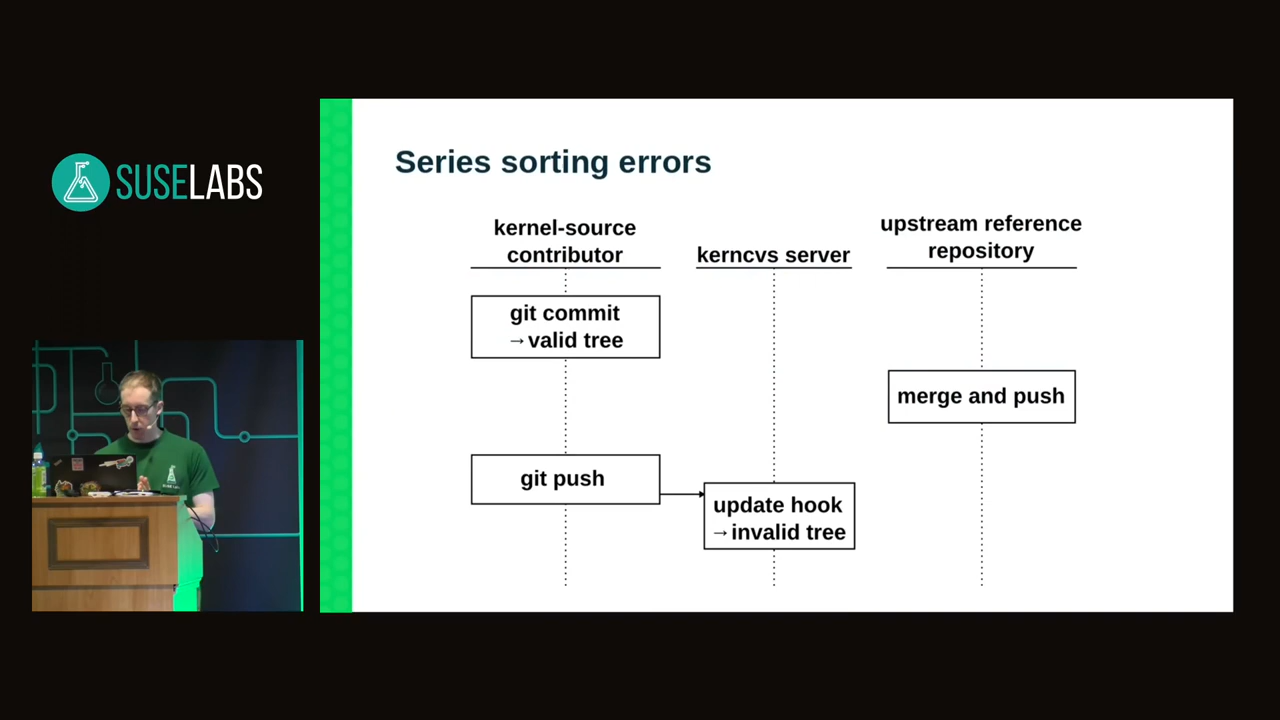 SUSELABS
Series sorting errors
kernel-source
contributor
kerncvs server
upstream reference
repository
git commit
→valid tree
merge and push
git push
update hook
→invalid tree